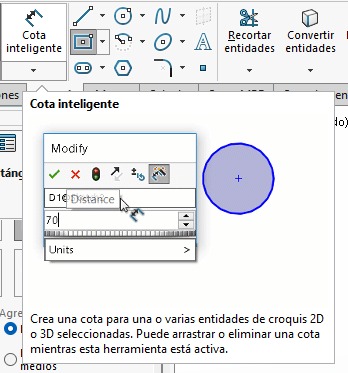 Cota
inteligente
Recortar
entidades
Convertir
entidades
ones
Cota inteligente
do)
Modify
D1
Distance
70
Units >
Agre
Crea una cota para una o varias entidades de croquis 2D
o 3D seleccionadas. Puede arrastrar o eliminar una cota
mientras esta herramienta está activa.
medios